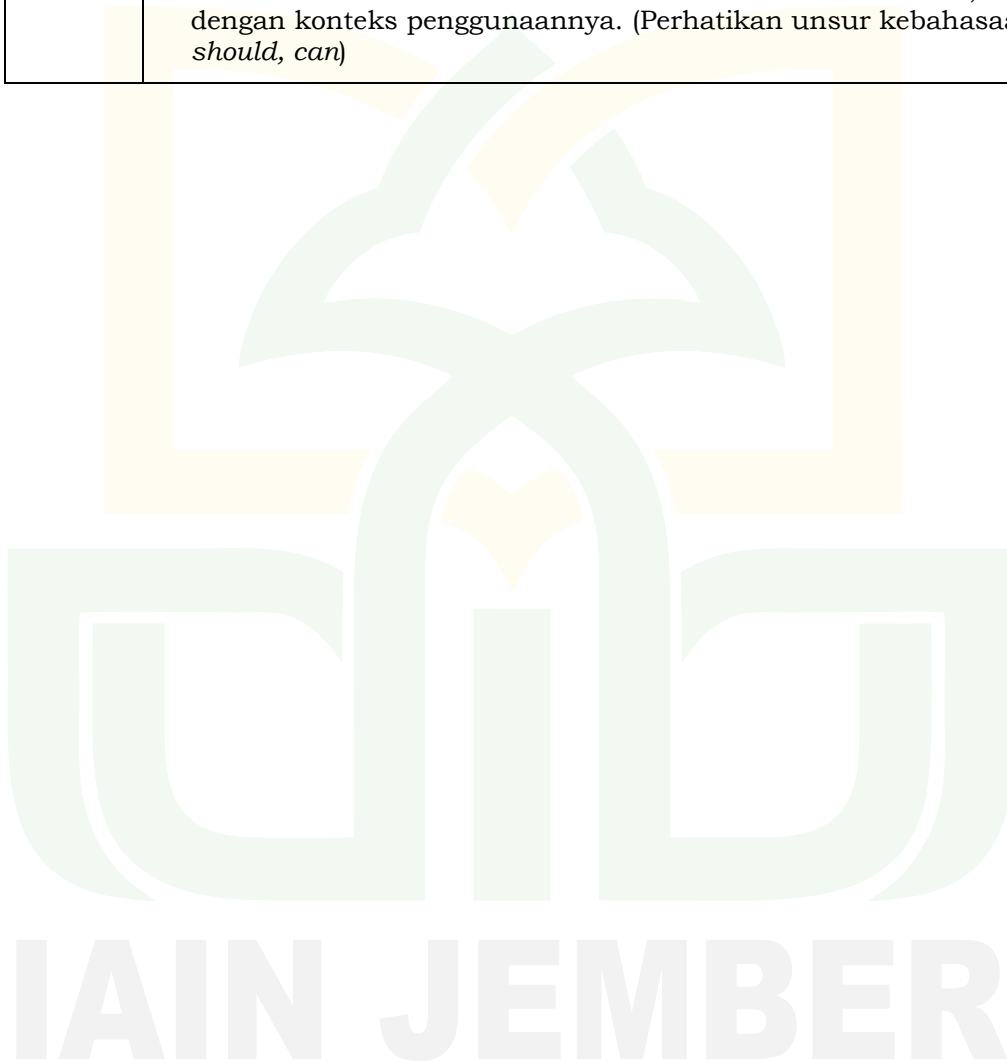 dengan konteks penggunaannya. (Perhatikan unsur kebahasaa
should, can)
IAIN JEMBER